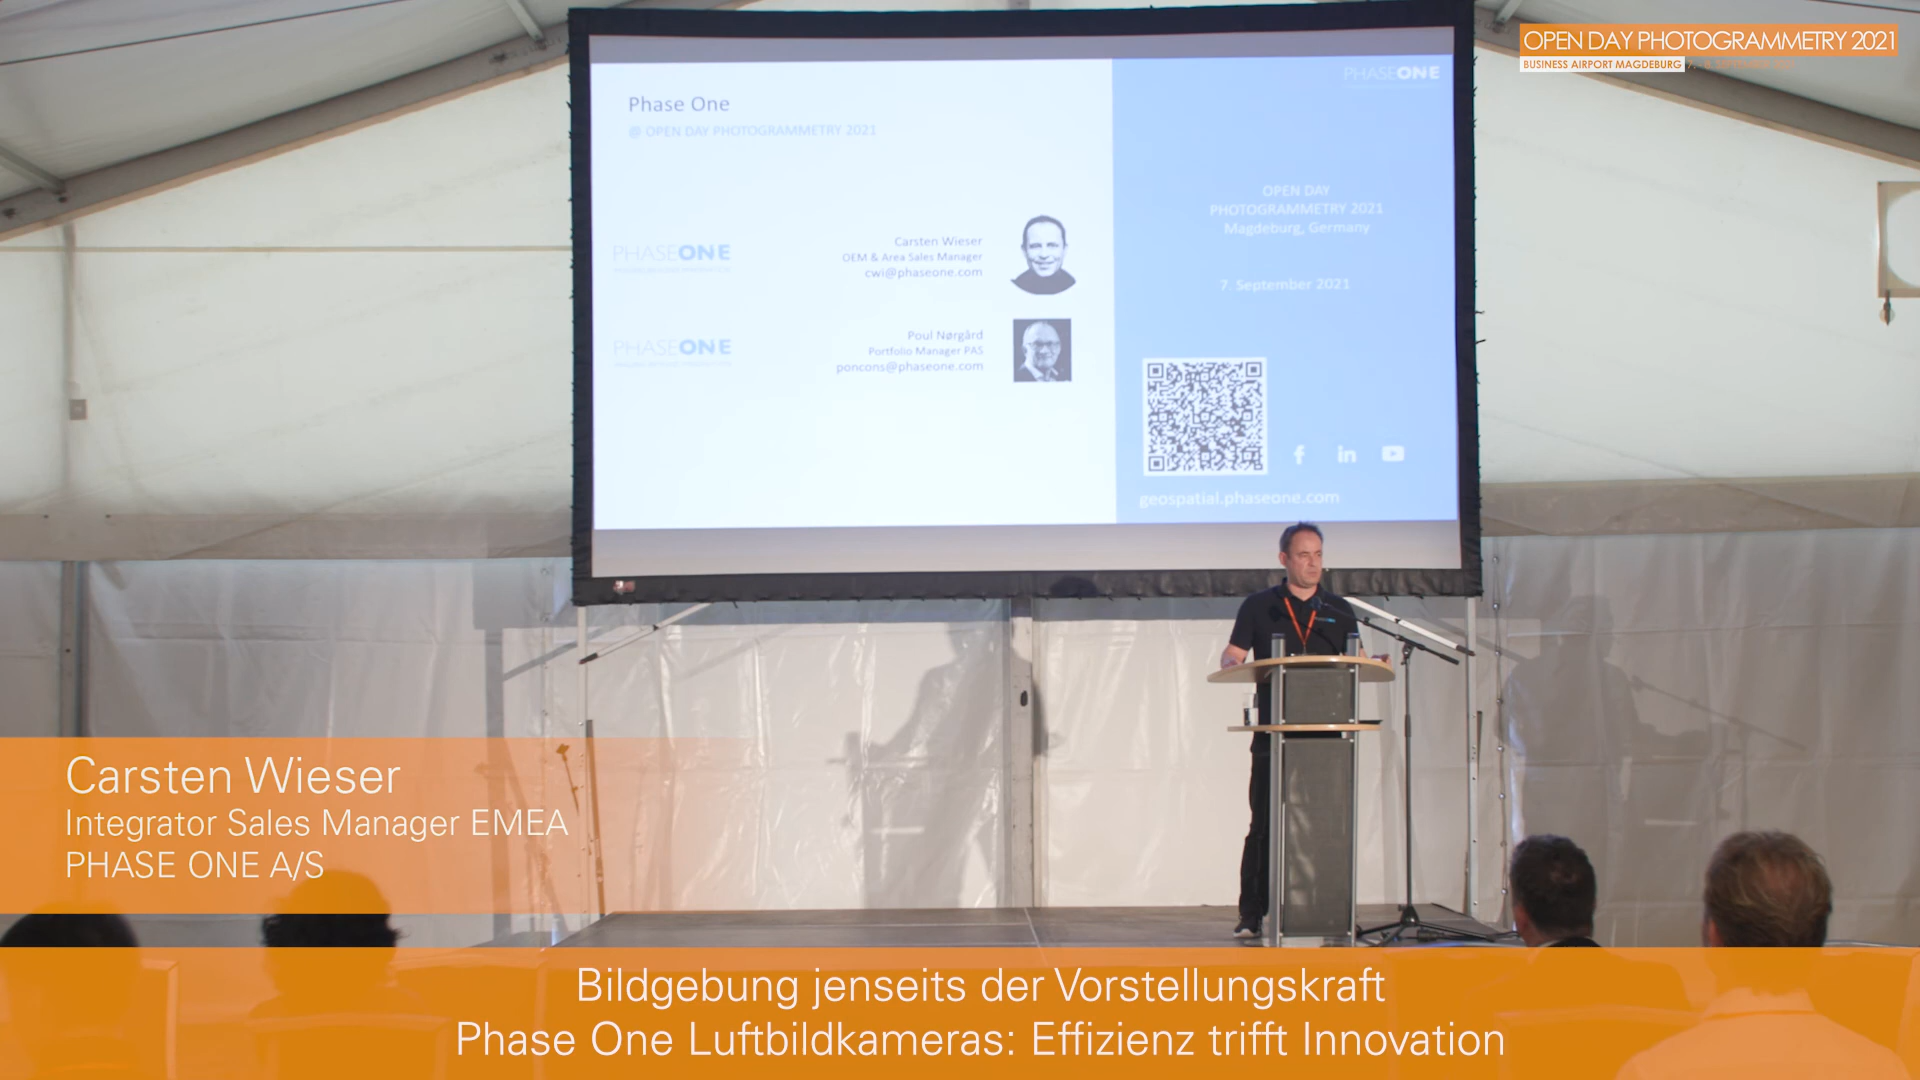 OPEN DAY PHOTOGRAMMETRY 2021
BUSINESS AIRPORT MAGDEBURG
PHASEONE
Phase One
@ OPEN DAY PHOTOGRAMMETRY 2021
PHASEONE
Carsten Wieser
OEM & Area Sales Manager
cwi@phaseone.com
PHASEONE
Poul Nørgård
Portfolio Manager PAS
poncons@phaseone.com
OPEN DAY
PHOTOGRAMMETRY 2021
Magdeburg, Germany
7. September 2021
f in
geospatial.phaseone.com
Carsten Wieser
Integrator Sales Manager EMEA
PHASE ONE A/S
Bildgebung jenseits der Vorstellungskraft
Phase One Luftbildkameras: Effizienz trifft Innovation